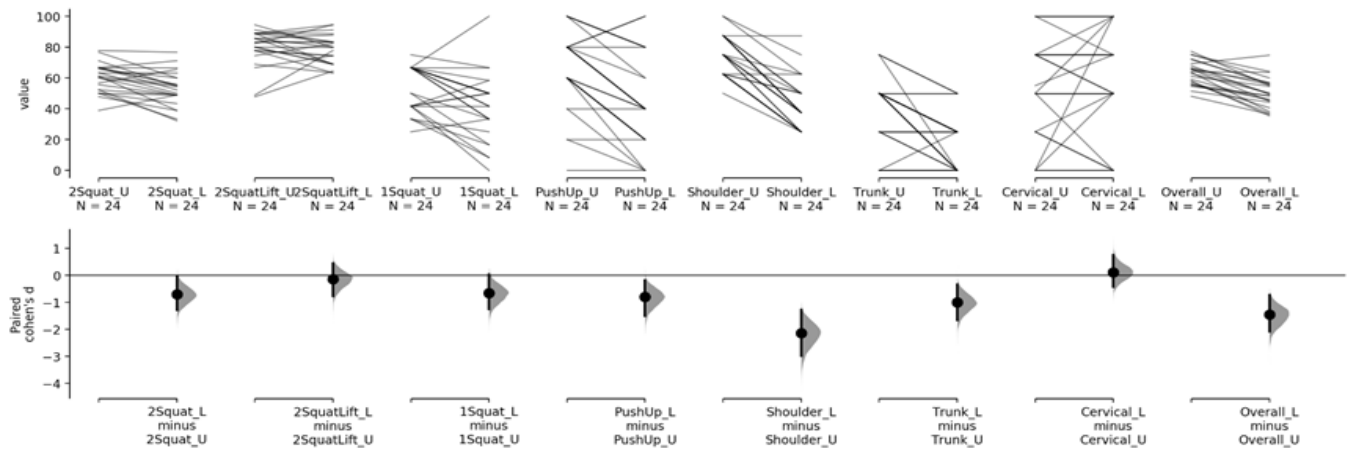 100
80
60
40
20
0
value
2Squat_U 2Squat_L 2SquatLift_U 2SquatLift_L 1Squat_U 1Squat_L PushUp_U PushUp_L Shoulder_U Shoulder_L Trunk_U Trunk_L Cervical_U Cervical_L Overall_U Overall_L
N = 24 N = 24 N = 24 N = 24 N = 24 N = 24 N = 24 N = 24 N = 24 N = 24 N = 24 N = 24 N = 24 N = 24 N = 24 N = 24
1
0
−1
−2
−3
−4
Paired
cohen's d
2Squat_L 2SquatLift_L 1Squat_L PushUp_L Shoulder_L Trunk_L Cervical_L Overall_L
minus minus minus minus minus minus minus minus
2Squat_U 2SquatLift_U 1Squat_U PushUp_U Shoulder_U Trunk_U Cervical_U Overall_U